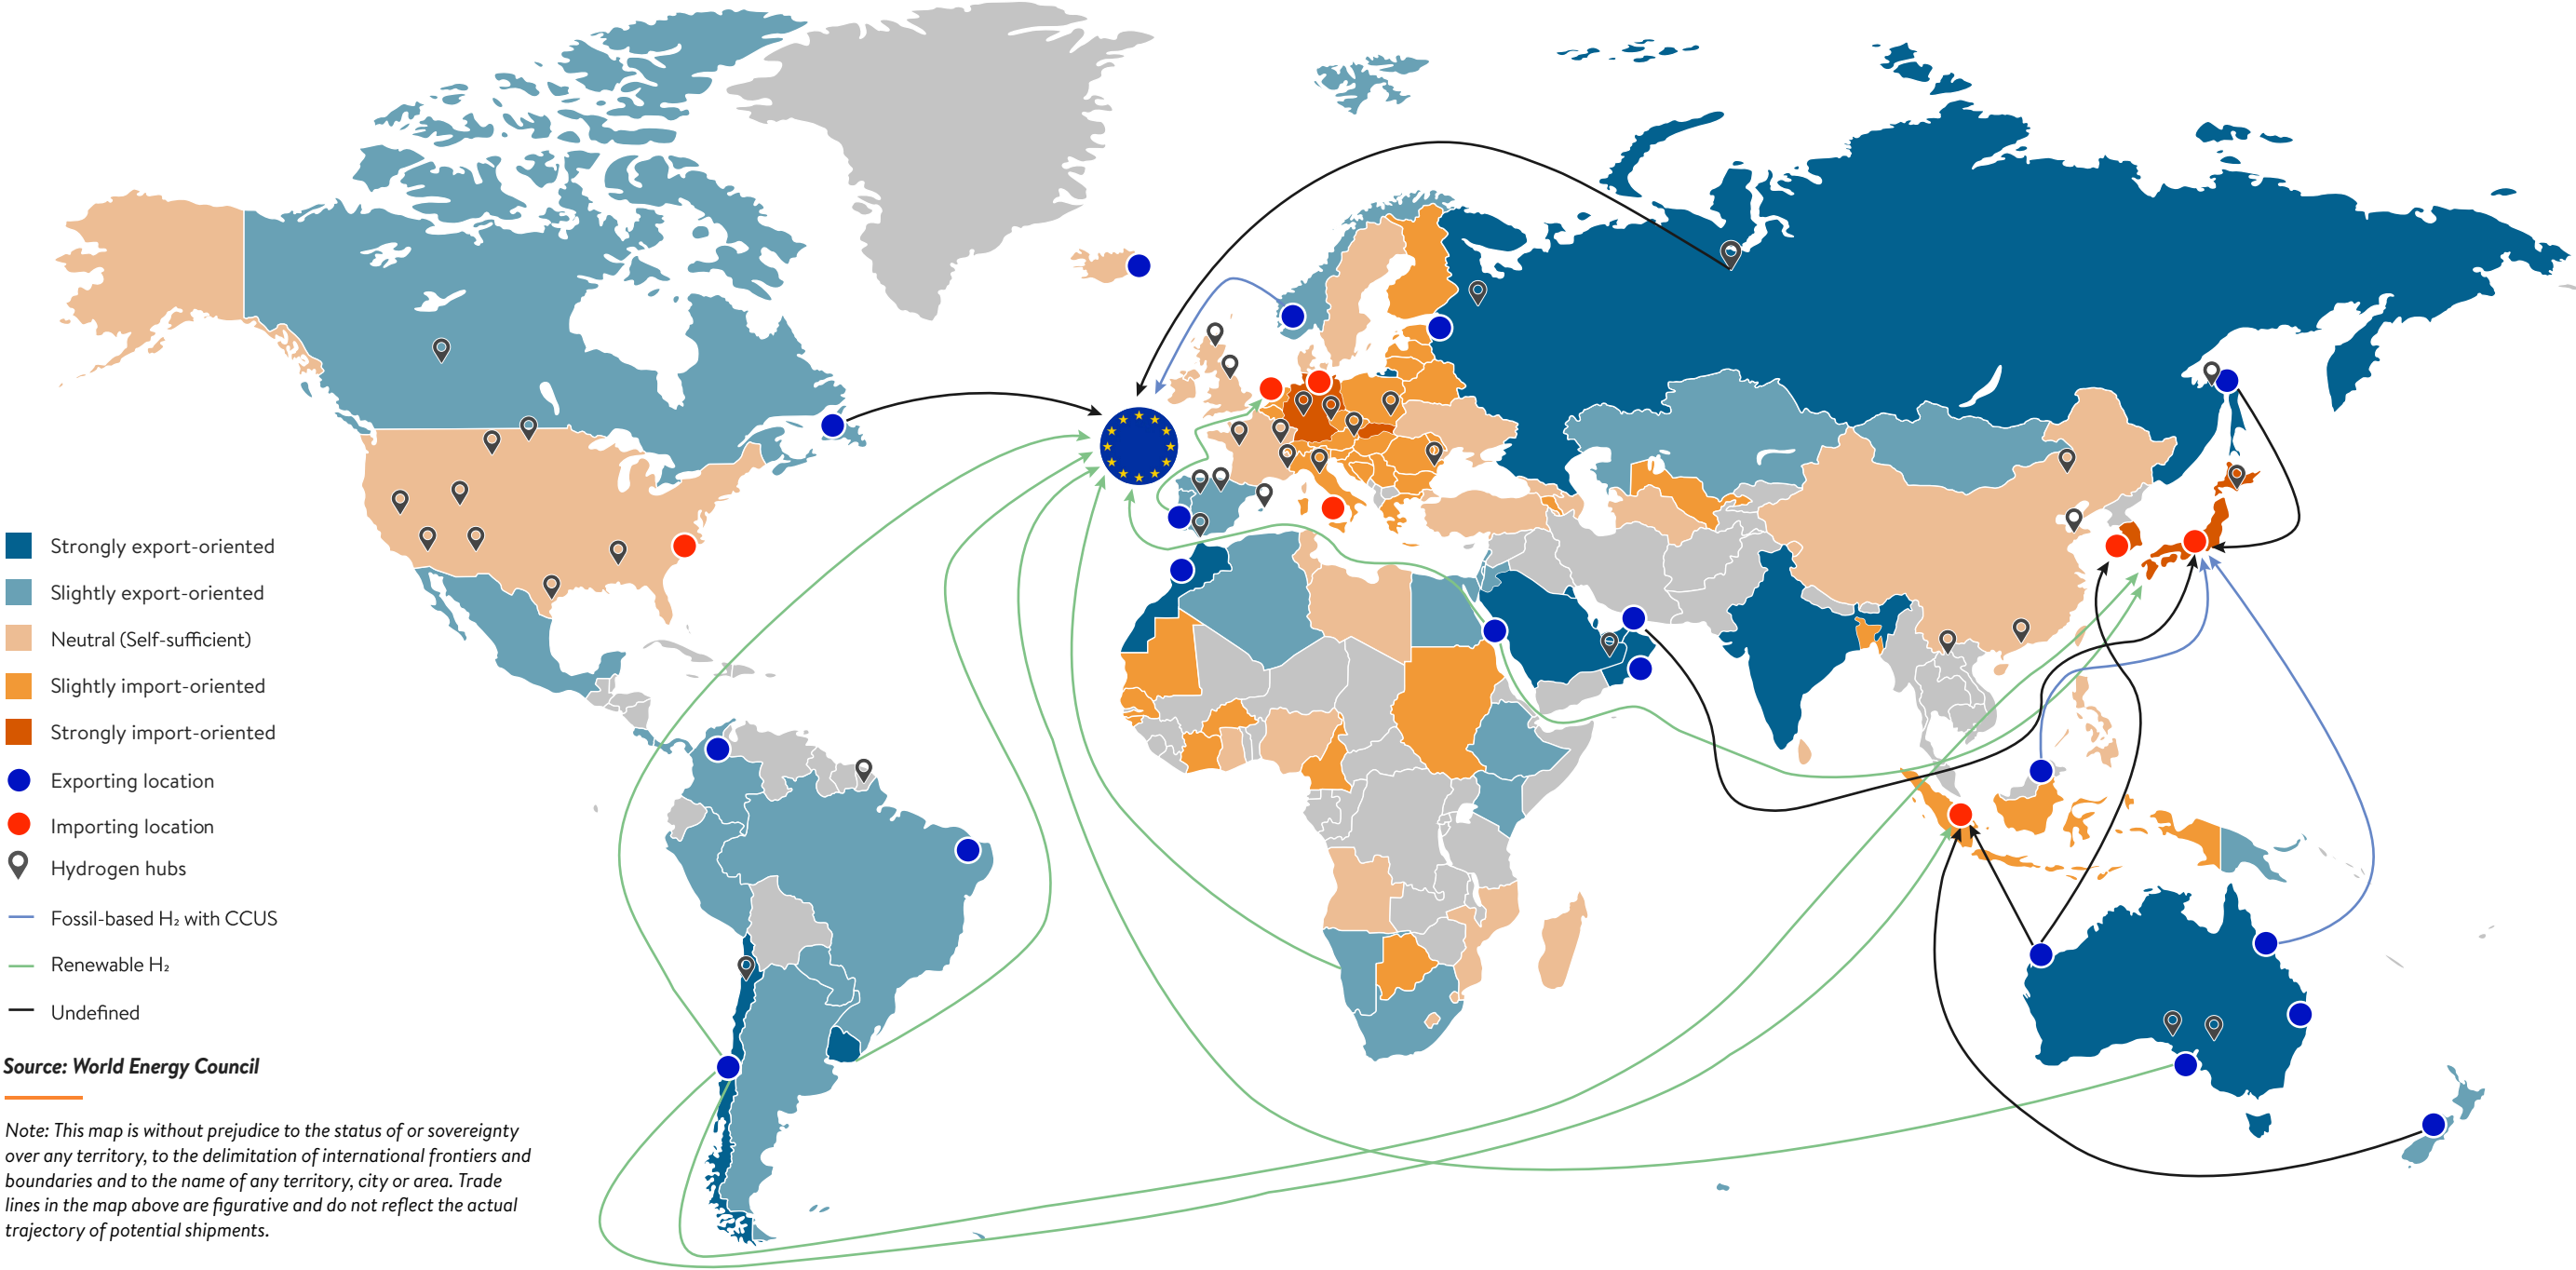 Strongly export-oriented
Slightly export-oriented
Neutral (Self-sufficient)
Slightly import-oriented
Strongly import-oriented
Exporting location
Importing location
Hydrogen hubs
Fossil-based H₂ with CCUS
Renewable H₂
Undefined
Source: World Energy Council
Note: This map is without prejudice to the status of or sovereignty
over any territory, to the delimitation of international frontiers and
boundaries and to the name of any territory, city or area. Trade
lines in the map above are figurative and do not reflect the actual
trajectory of potential shipments.